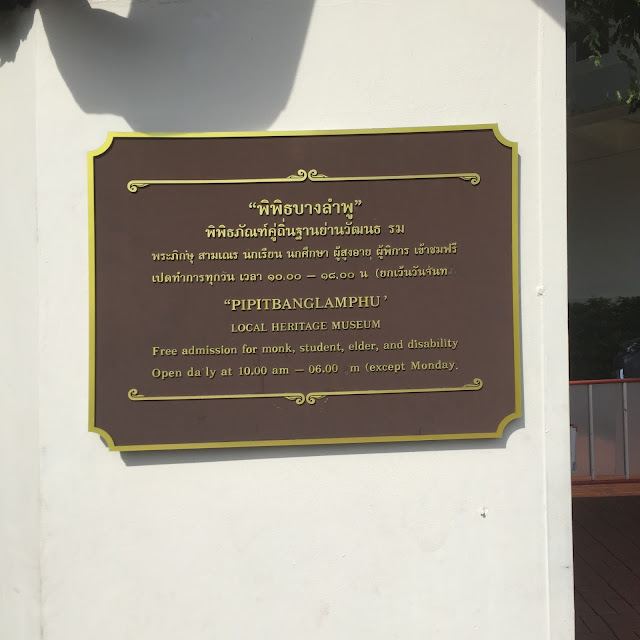 “พิพิธบางลำพู”
พิพิธภัณฑ์คู่ถิ่นฐานย่านวัฒนธ รม
พระภิกษุ สามเณร นกเรียน นกศึกษา ผู้สูงอายุ ผู้พิการ เข้าชมฟรี
เปดทำการทุกวน เวลา ๑๐.๐๐ – ๑๘.๐๐ น (ยกเว้นวันจันท
“PIPITBANGLAMPHU’
LOCAL HERITAGE MUSEUM
Free admission for monk, student, elder, and disability
Open da ly at 10.00 am – 06.00 m (except Monday.